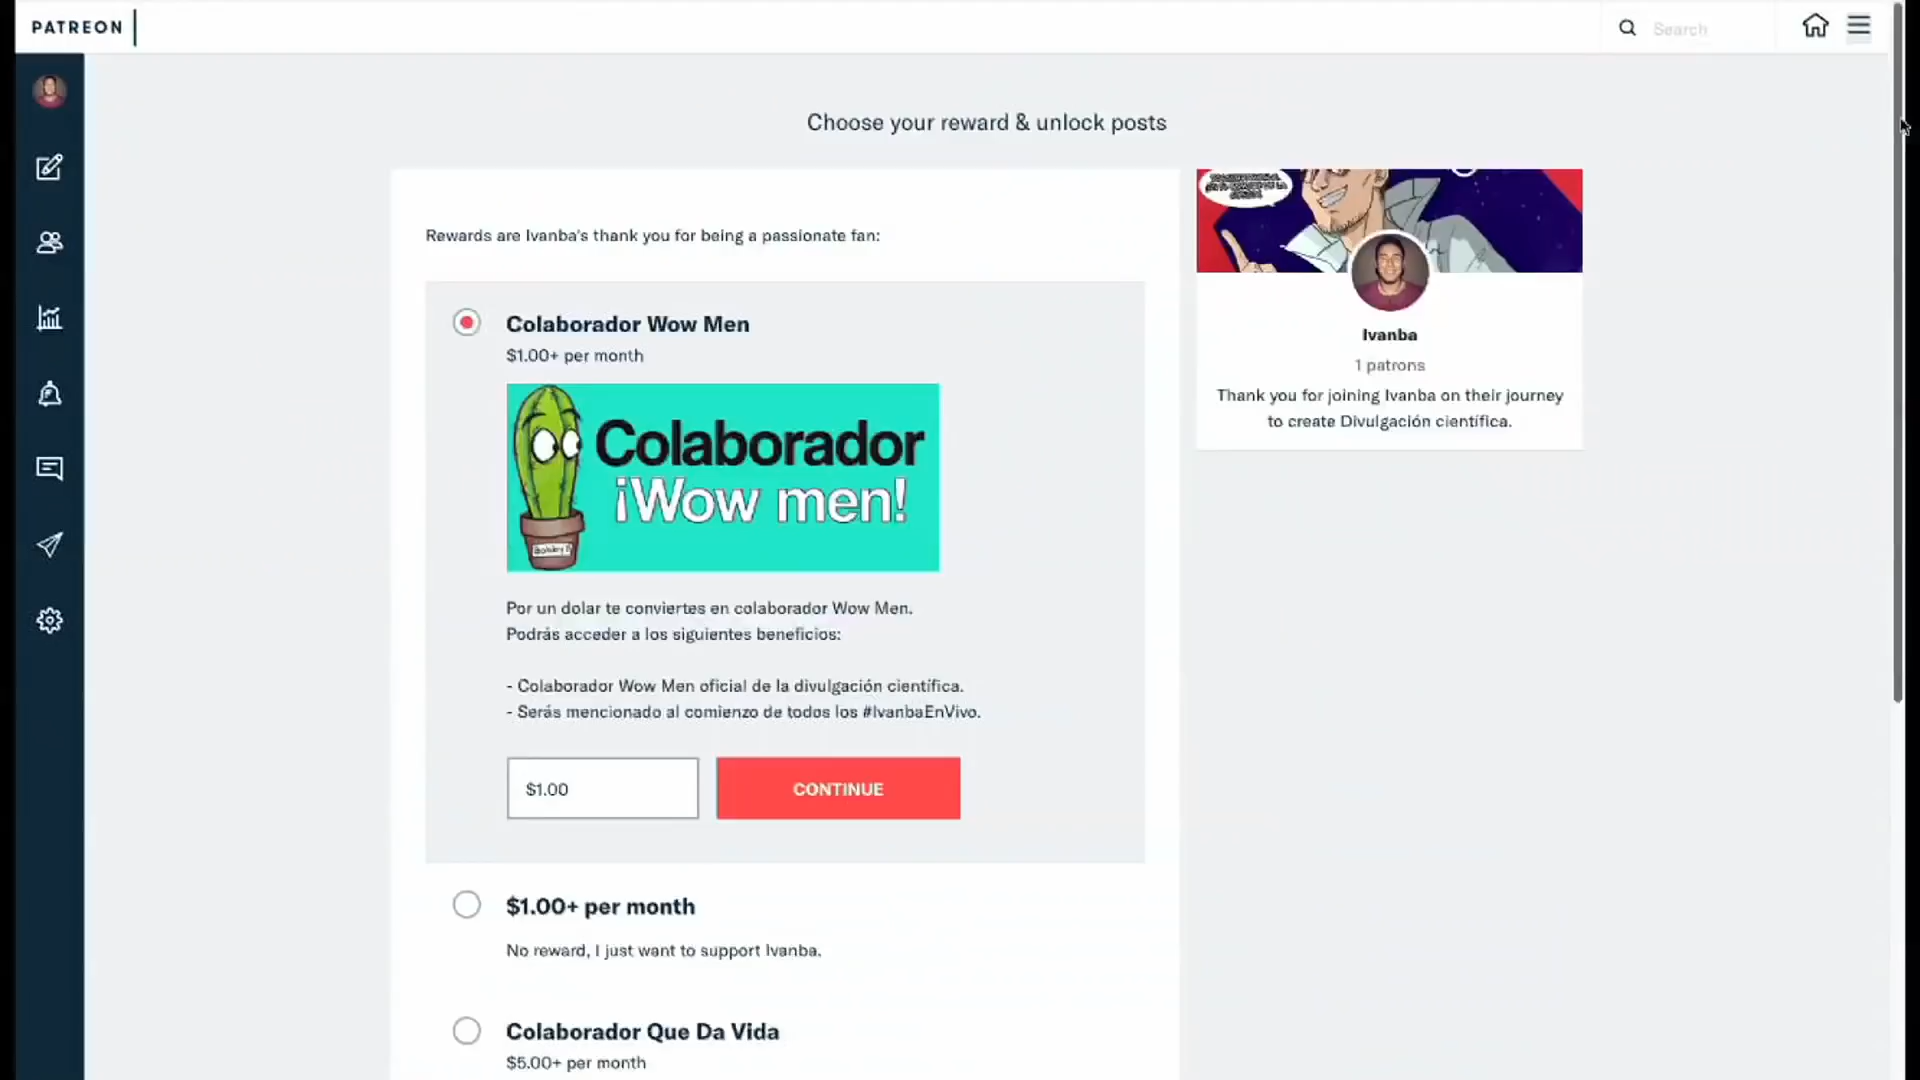 PATREON
Search
Choose your reward & unlock posts
Rewards are Ivanba's thank you for being a passionate fan:
Colaborador Wow Men
$1.00+ per month
Colaborador
¡Wow men!
Por un dolar te conviertes en colaborador Wow Men.
Podrás acceder a los siguientes beneficios:
- Colaborador Wow Men oficial de la divulgación científica.
- Serás mencionado al comienzo de todos los #IvanbaEnVivo.
$1.00
CONTINUE
$1.00+ per month
No reward, I just want to support Ivanba.
Colaborador Que Da Vida
$5.00+ per month
Ivanba
1 patrons
Thank you for joining Ivanba on their journey
to create Divulgación científica.